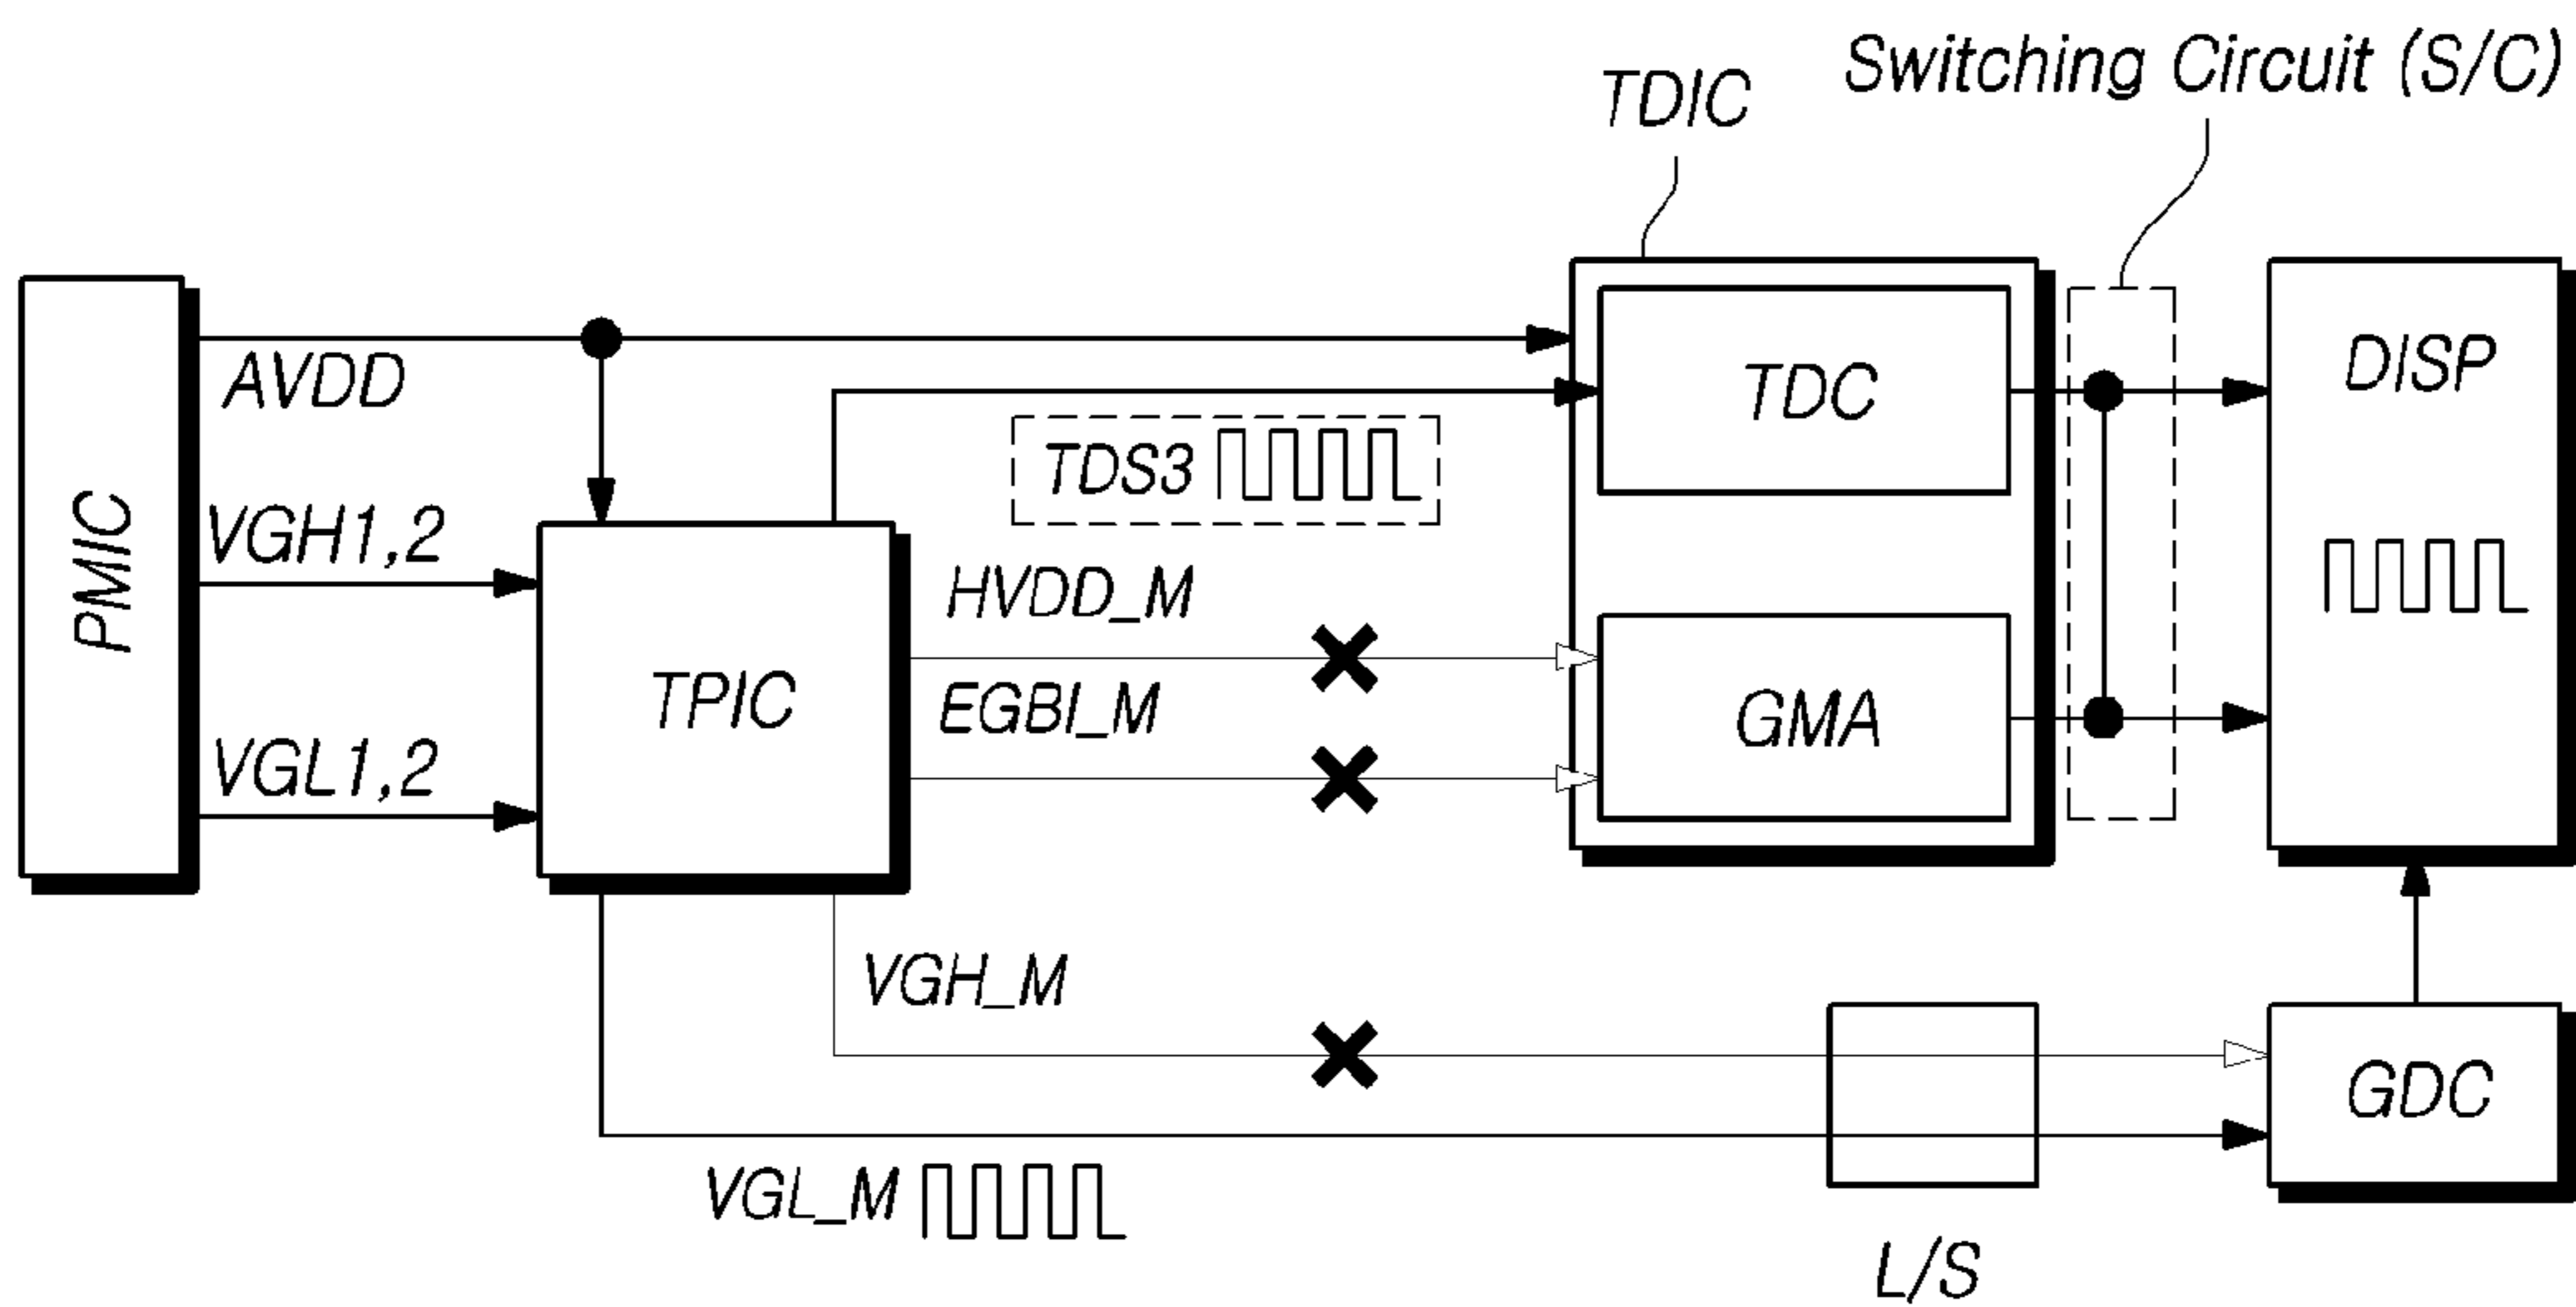 Switching Circuit (S/C)
TDIC
PMIC
AVDD
VGH1,2
VGL1,2
TPIC
TDS3
HVDD_M
EGBI_M
TDC
GMA
DISP
VGH_M
VGL_M
L/S
GDC